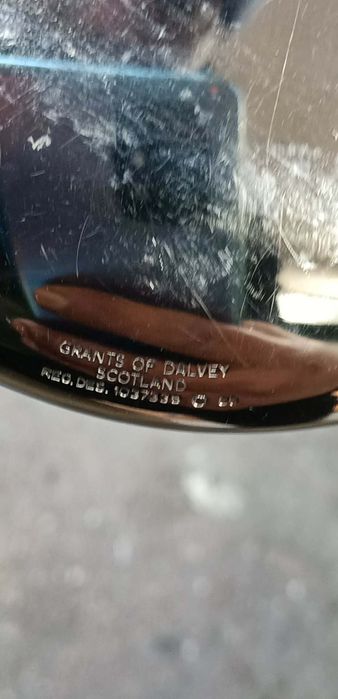 GRANTS OF DALVEY
SCOTLAND
REG. DES. 1037339 ©